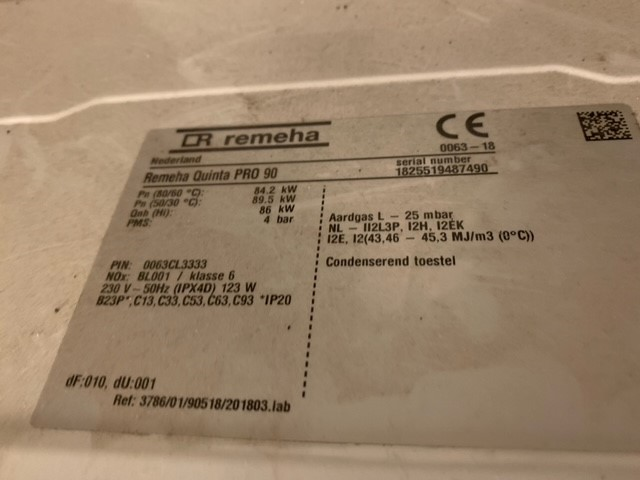 remeha
0063-18
Nederland
serial number
Remeha Quinta PRO 90
1825519487490
Pn (80/60 °C): 84.2 kW
Pn (50/30 °C): 89.5 kW
Qnh (Hi): 86 kW
PMS: 4 bar
Aardgas L - 25 mbar
NL - II2L3P, I2H, I2EK
I2E, I2(43,46 - 45,3 MJ/m3 (0°C))
Condenserend toestel
PIN: 0063CL3333
NOx: BL001 / klasse 6
230 V - 50Hz (IPX4D) 123 W
B23P*, C13, C33, C53, C63, C93 *IP20
dF:010, dU:001
Ref: 3786/01/90518/201803.lab